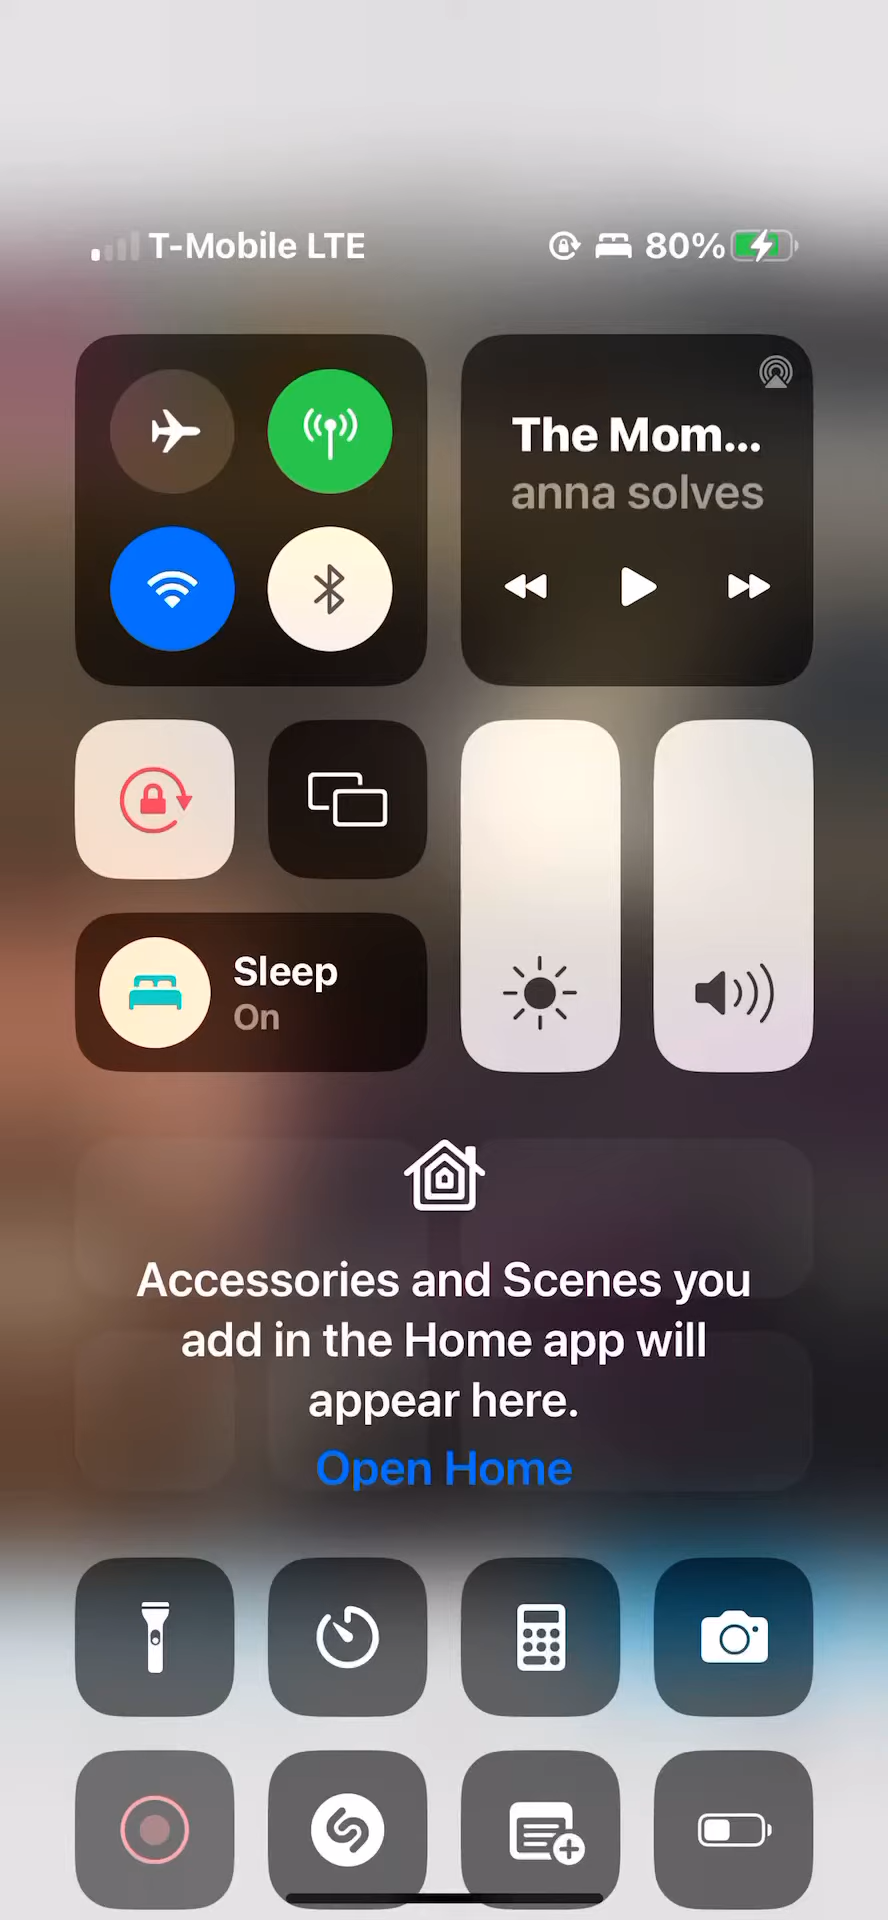 T-Mobile LTE 80%
The Mom...
anna solves
Sleep
On
Accessories and Scenes you
add in the Home app will
appear here.
Open Home